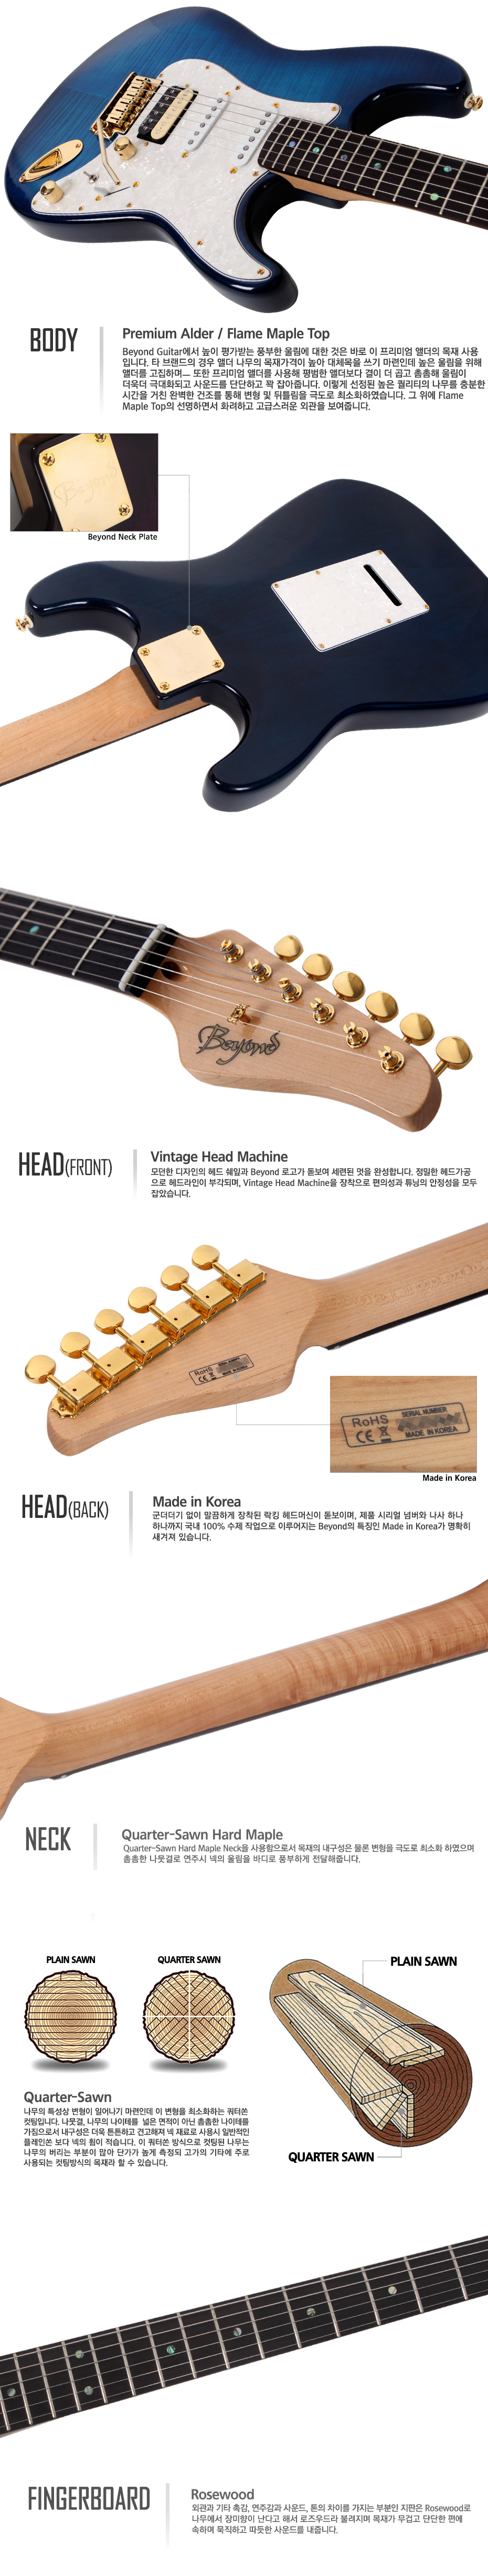 BODY
Premium Alder / Flame Maple Top
Beyond Guitar에서 높이 평가받는 풍부한 울림에 대한 것은 바로 이 프리미엄 앨더의 목재 사용
입니다. 타 브랜드의 경우 앨더 나무의 목재가격이 높아 대체목을 쓰기 마련인데 높은 울림을 위해
앨더를 고집하며ㅡ 또한 프리미엄 앨더를 사용해 평범한 앨더보다 결이 더 곱고 촘촘해 울림이
더욱더 극대화되고 사운드를 단단하고 꽉 잡아줍니다. 이렇게 선정된 높은 퀄리티의 나무를 충분한
시간을 거친 완벽한 건조를 통해 변형 및 뒤틀림을 극도로 최소화하였습니다. 그 위에 Flame
Maple Top의 선명하면서 화려하고 고급스러운 외관을 보여줍니다.
Beyond
Beyond Neck Plate
Beyond
HEAD(FRONT)
Vintage Head Machine
모던한 디자인의 헤드 쉐입과 Beyond 로고가 돋보여 세련된 멋을 완성합니다. 정밀한 헤드가공
으로 헤드라인이 부각되며, Vintage Head Machine을 장착으로 편의성과 튜닝의 안정성을 모두
잡았습니다.
RoHS
CE
RoHS
SERIAL NUMBER
CE
MADE IN KOREA
Made in Korea
HEAD(BACK)
Made in Korea
군더더기 없이 말끔하게 장착된 락킹 헤드머신이 돋보이며, 제품 시리얼 넘버와 나사 하나
하나까지 국내 100% 수제 작업으로 이루어지는 Beyond의 특징인 Made in Korea가 명확히
새겨져 있습니다.
NECK
Quarter-Sawn Hard Maple
Quarter-Sawn Hard Maple Neck을 사용함으로서 목재의 내구성은 물론 변형을 극도로 최소화 하였으며
촘촘한 나뭇결로 연주시 넥의 울림을 바디로 풍부하게 전달해줍니다.
PLAIN SAWN
QUARTER SAWN
PLAIN SAWN
QUARTER SAWN
Quarter-Sawn
나무의 특성상 변형이 일어나기 마련인데 이 변형을 최소화하는 쿼터쏜
컷팅입니다. 나뭇결, 나무의 나이테를 넓은 면적이 아닌 촘촘한 나이테를
가짐으로서 내구성은 더욱 튼튼하고 견고해져 넥 재료로 사용시 일반적인
플레인쏜 보다 넥의 휨이 적습니다. 이 쿼터쏜 방식으로 컷팅된 나무는
나무의 버리는 부분이 많아 단가가 높게 측정되 고가의 기타에 주로
사용되는 컷팅방식의 목재라 할 수 있습니다.
FINGERBOARD
Rosewood
외관과 기타 촉감, 연주감과 사운드, 톤의 차이를 가지는 부분인 지판은 Rosewood로
나무에서 장미향이 난다고 해서 로즈우드라 불려지며 목재가 무겁고 단단한 편에
속하며 묵직하고 따듯한 사운드를 내줍니다.